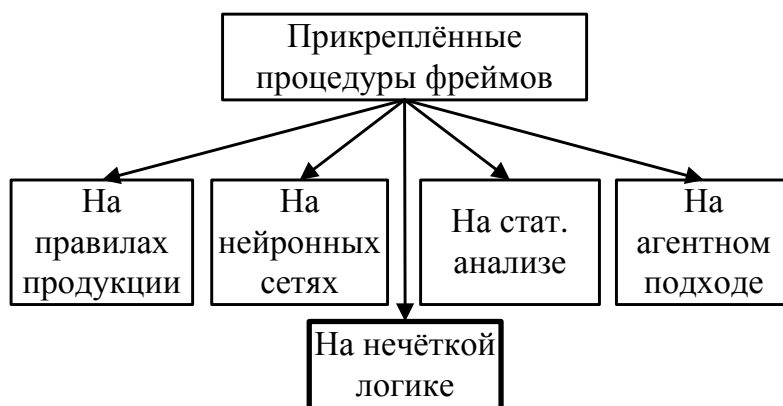 Прикреплённые
процедуры фреймов
На
правилах
продукции
На
нейронных
сетях
На стат.
анализе
На
агентном
подходе
На нечёткой
логике